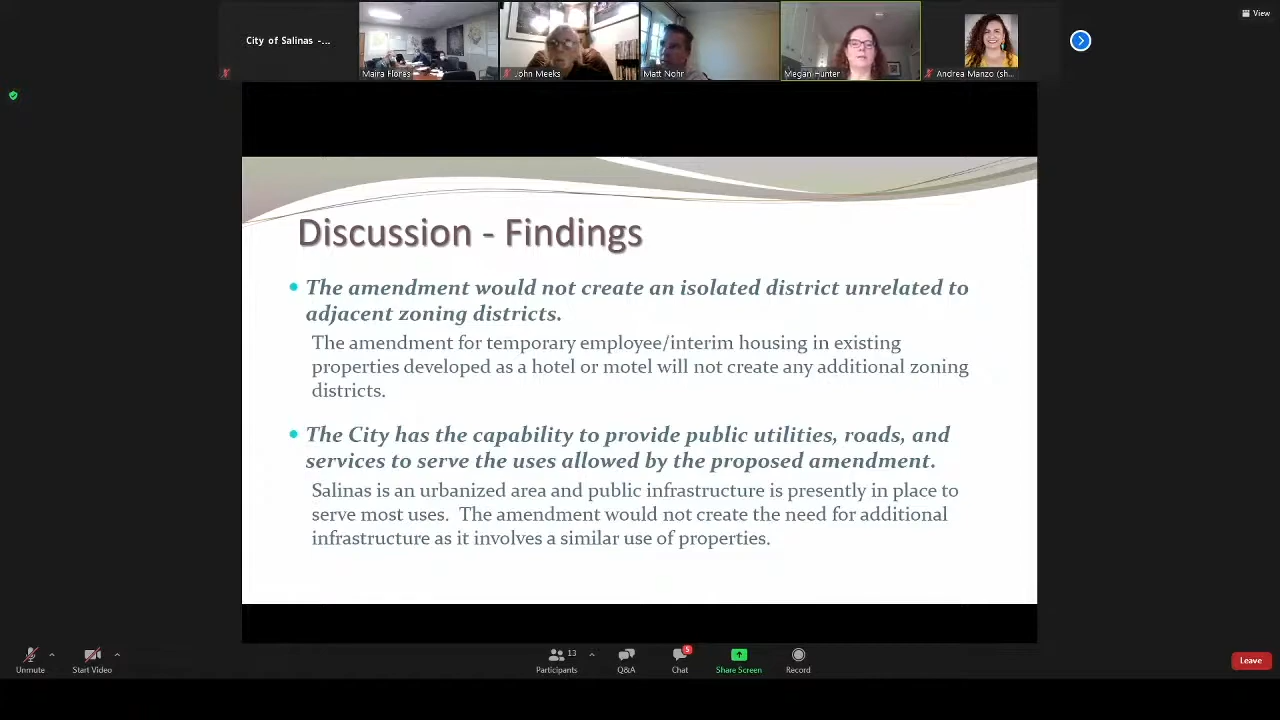 View
City of Salinas -...
Maira Flores
John Meeks
Matt Nohr
Megan Hunter
Andrea Manzo (sh...
Discussion - Findings
The amendment would not create an isolated district unrelated to
adjacent zoning districts.
The amendment for temporary employee/interim housing in existing
properties developed as a hotel or motel will not create any additional zoning
districts.
The City has the capability to provide public utilities, roads, and
services to serve the uses allowed by the proposed amendment.
Salinas is an urbanized area and public infrastructure is presently in place to
serve most uses.  The amendment would not create the need for additional
infrastructure as it involves a similar use of properties.
Unmute
Start Video
Participants
13
Q&A
Chat
5
Share Screen
Record
Leave